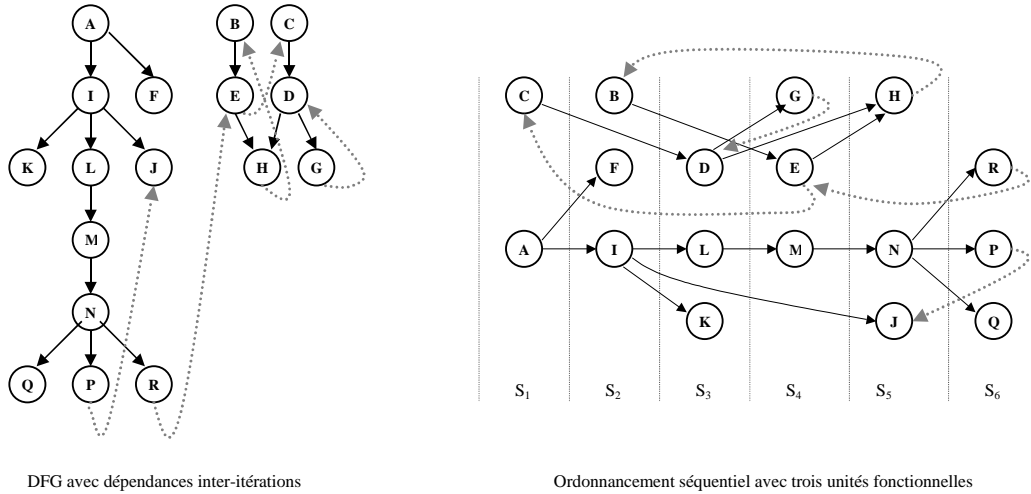 A
B
C
I
F
E
D
K
L
J
H
G
M
N
Q
P
R
C
B
G
H
F
D
E
R
A
I
L
M
N
P
K
J
Q
S1 S2 S3 S4 S5 S6
DFG avec dépendances inter-itérations
Ordonnancement séquentiel avec trois unités fonctionnelles